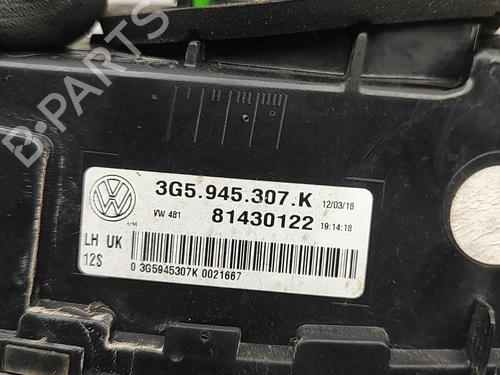 B-PARTS
3G5.945.307.K 12/03/18
VW 481 81430122 19:14:18
LH UK
12S
0 3G5945307K 0021667